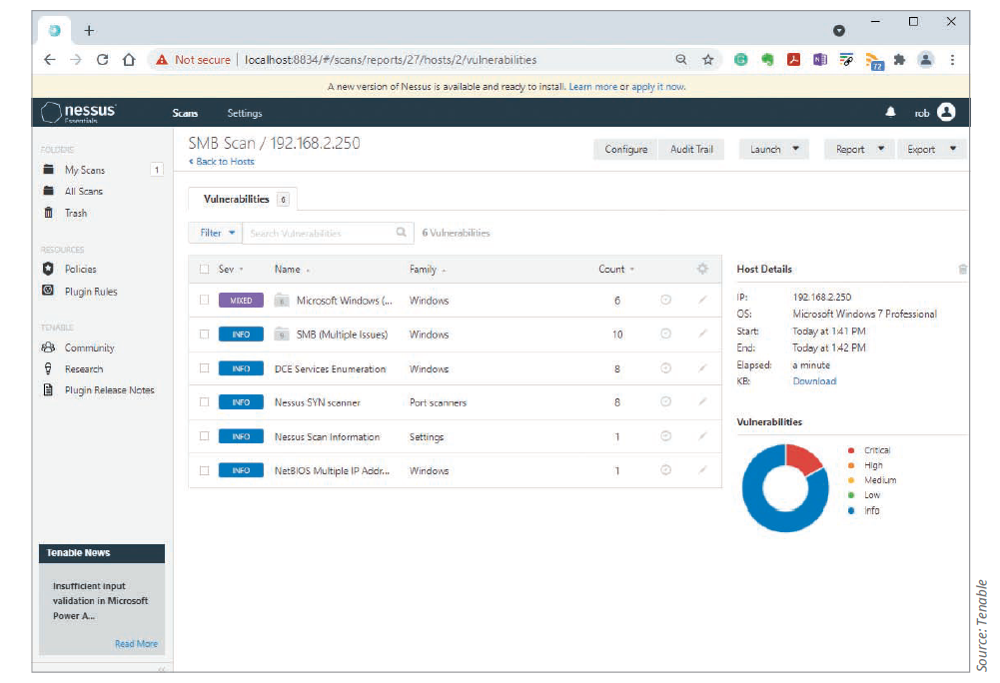 +
Not secure | localhost:8834/#/scans/reports/27/hosts/2/vulnerabilities
72
A new version of Nessus is available and ready to install. Learn more or apply it now.
nessus
Essentials
Scans
Settings
rob
FOLDERS
My Scans 1
All Scans
Trash
RESOURCES
Policies
Plugin Rules
TENABLE
Community
Research
Plugin Release Notes
Tenable News
Insufficient input
validation in Microsoft
Power A...
Read More
SMB Scan / 192.168.2.250
< Back to Hosts
Configure Audit Trail Launch Report Export
Vulnerabilities 6
Filter Search Vulnerabilities 6 Vulnerabilities
Sev Name Family Count
MIXED 6 Microsoft Windows (... Windows 6
INFO SMB (Multiple Issues) Windows 10
INFO DCE Services Enumeration Windows 8
INFO Nessus SYN scanner Port scanners 8
INFO Nessus Scan Information Settings 1
INFO NetBIOS Multiple IP Addr... Windows 1
Host Details
IP: 192.168.2.250
OS: Microsoft Windows 7 Professional
Start: Today at 1:41 PM
End: Today at 1:42 PM
Elapsed: a minute
KB: Download
Vulnerabilities
Critical
High
Medium
Low
Info
Source: Tenable